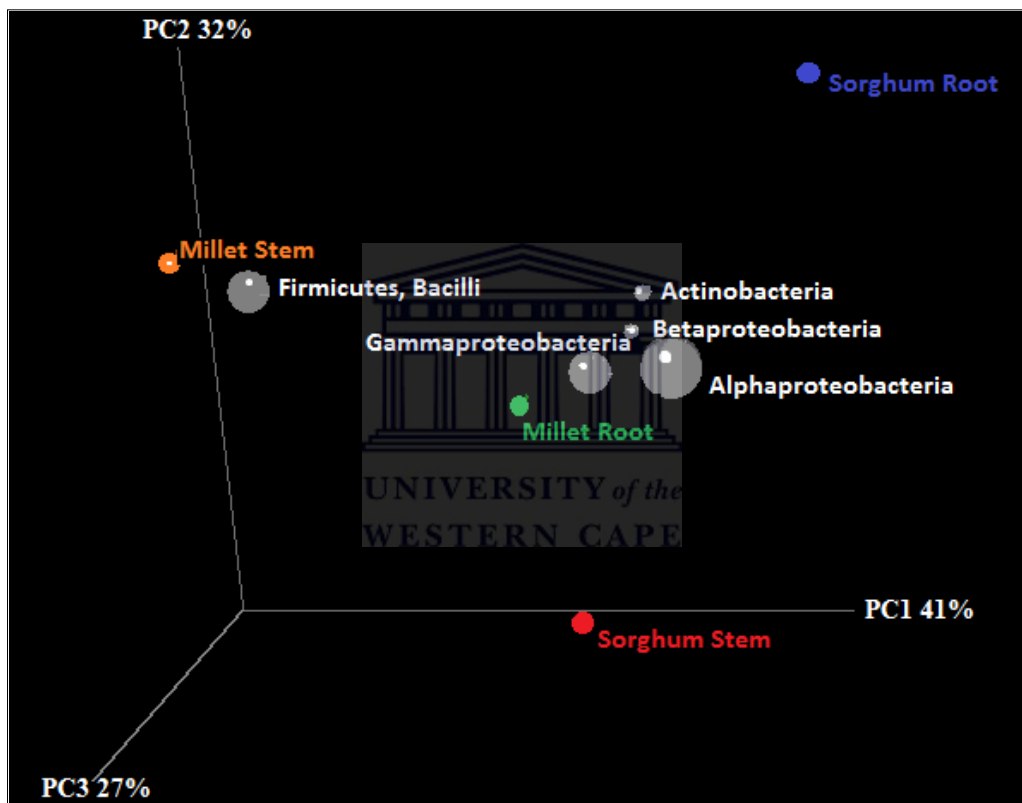 PC2 32%
Sorghum Root
Millet Stem
Firmicutes, Bacilli
Actinobacteria
Betaproteobacteria
Gammaproteobacteria
Alphaproteobacteria
Millet Root
UNIVERSITY of the
WESTERN CAPE
PC1 41%
Sorghum Stem
PC3 27%